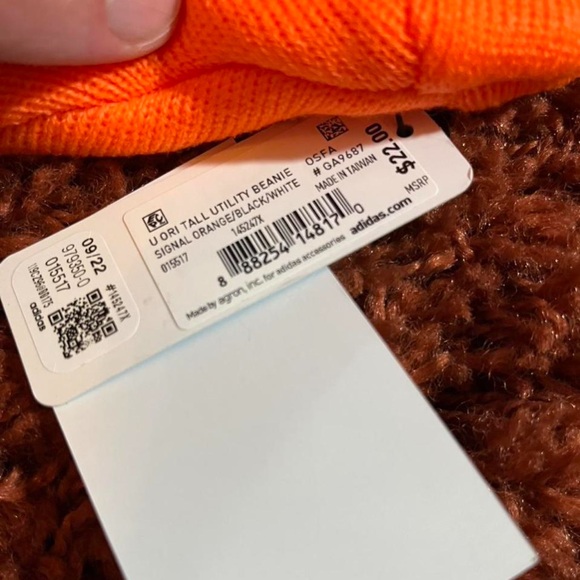 U ORI TALL UTILITY BEANIE
SIGNAL ORANGE/BLACK/WHITE
015517 145247X
OSFA
# GA9687
MADE IN TAIWAN
$22.00
MSRP
8 88254 14817 0
Made by agron, inc. for adidas accessories
adidas.com
09/22
979350-0
015517
#145247X
adidas